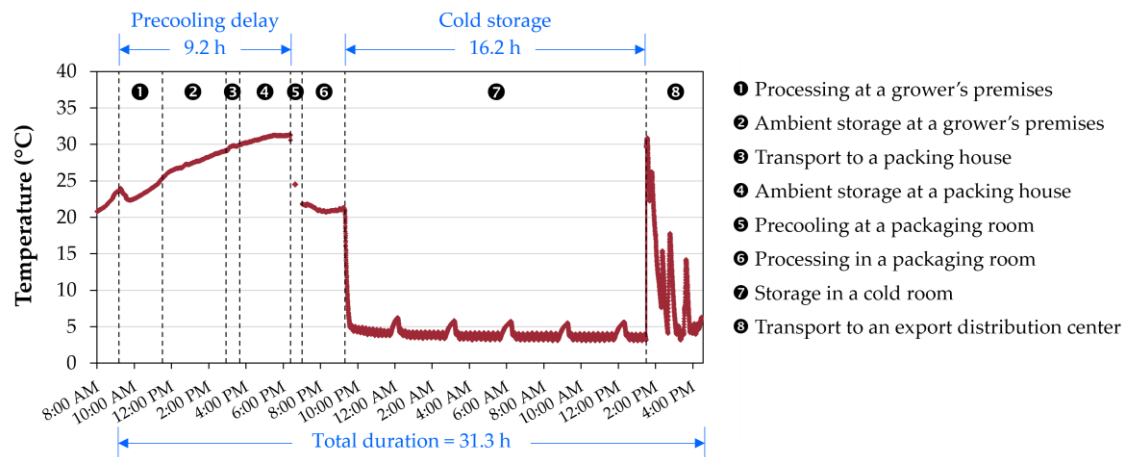 Precooling delay
9.2 h
Cold storage
16.2 h
Temperature (°C)
40
35
30
25
20
15
10
5
0
❶ ❷ ❸ ❹ ❺ ❻ ❼ ❽
8:00 AM
10:00 AM
12:00 PM
2:00 PM
4:00 PM
6:00 PM
8:00 PM
10:00 PM
12:00 AM
2:00 AM
4:00 AM
6:00 AM
8:00 AM
10:00 AM
12:00 PM
2:00 PM
4:00 PM
Total duration = 31.3 h
❶ Processing at a grower’s premises
❷ Ambient storage at a grower’s premises
❸ Transport to a packing house
❹ Ambient storage at a packing house
❺ Precooling at a packaging room
❻ Processing in a packaging room
❼ Storage in a cold room
❽ Transport to an export distribution center